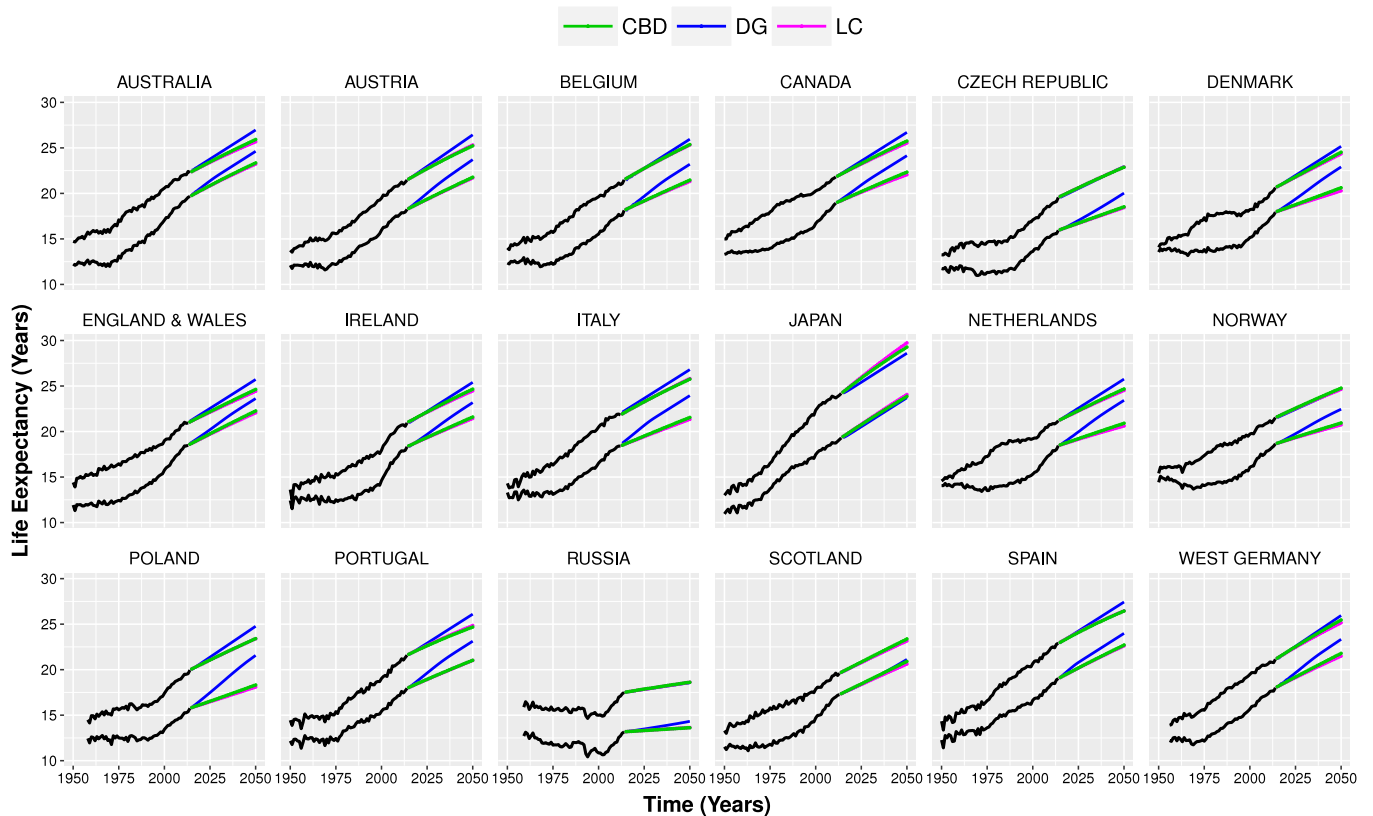 CBD DG LC
AUSTRALIA AUSTRIA BELGIUM CANADA CZECH REPUBLIC DENMARK
30
25
20
15
10
ENGLAND & WALES IRELAND ITALY JAPAN NETHERLANDS NORWAY
30
25
20
15
10
POLAND PORTUGAL RUSSIA SCOTLAND SPAIN WEST GERMANY
30
25
20
15
10
1950 1975 2000 2025 2050 1950 1975 2000 2025 2050 1950 1975 2000 2025 2050 1950 1975 2000 2025 2050 1950 1975 2000 2025 2050 1950 1975 2000 2025 2050
Time (Years)
Life Eexpectancy (Years)